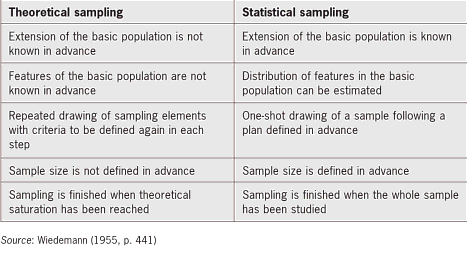 Theoretical sampling Statistical sampling
Extension of the basic population is not Extension of the basic population is known
known in advance in advance
Features of the basic population are not Distribution of features in the basic
known in advance population can be estimated
Repeated drawing of sampling elements One-shot drawing of a sample following a
with criteria to be defined again in each plan defined in advance
step
Sample size is not defined in advance Sample size is defined in advance
Sampling is finished when theoretical Sampling is finished when the whole sample
saturation has been reached has been studied
Source: Wiedemann (1955, p. 441)